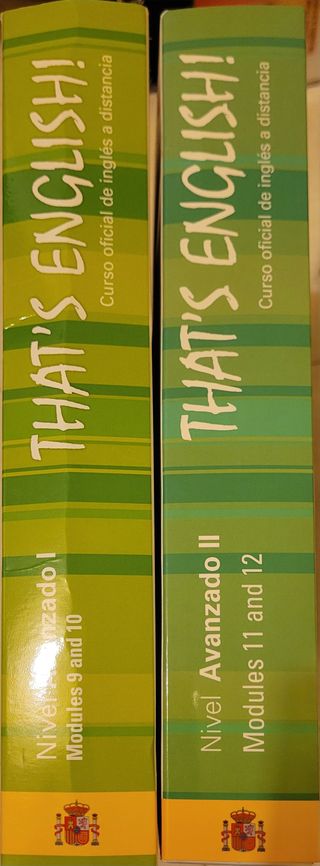 THAT'S ENGLISH!
Curso oficial de inglés a distancia
Nivel Avanzado I
Modules 9 and 10
THAT'S ENGLISH!
Curso oficial de inglés a distancia
Nivel Avanzado II
Modules 11 and 12